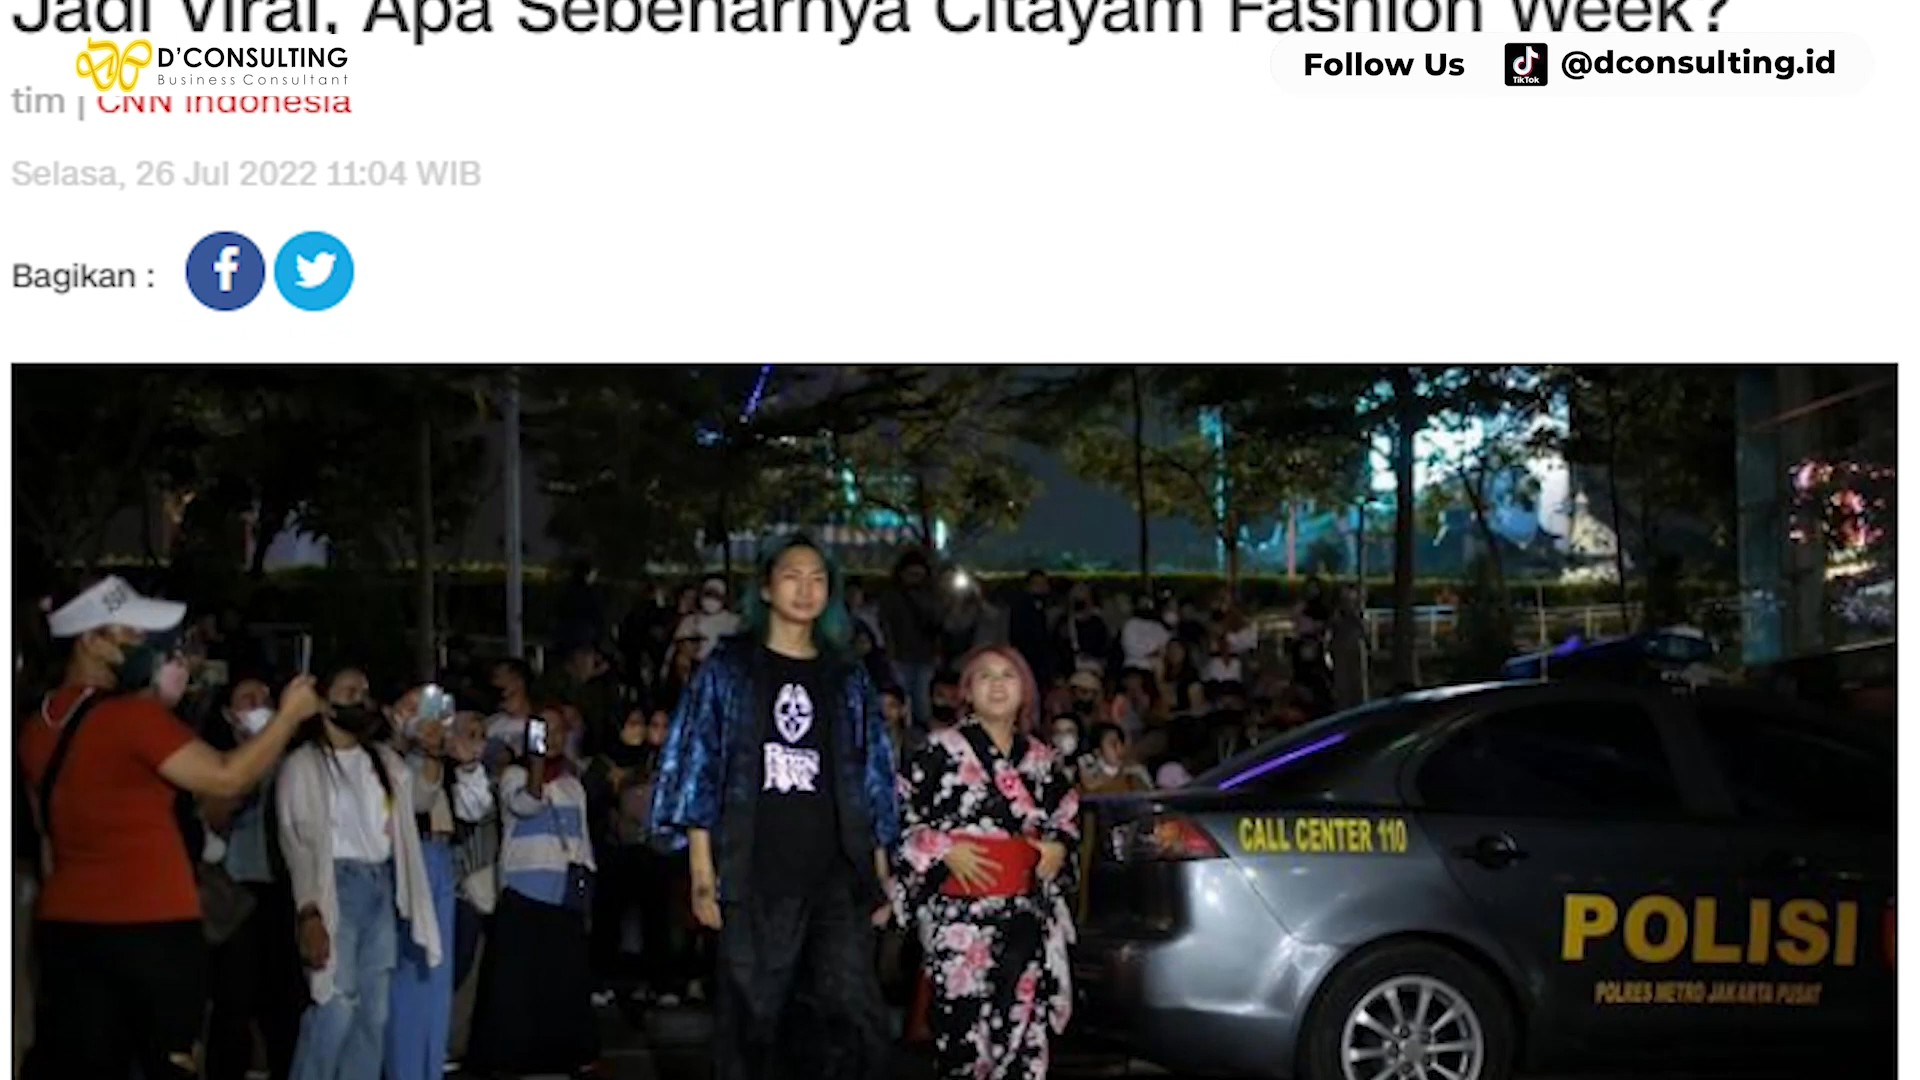 Jadi Viral, Apa Sebenarnya Citayam Fashion Week?
D'CONSULTING
Business Consultant
Follow Us
TikTok
@dconsulting.id
tim | CNN Indonesia
Selasa, 26 Jul 2022 11:04 WIB
Bagikan :
CALL CENTER 110
POLISI
POLRES METRO JAKARTA PUSAT